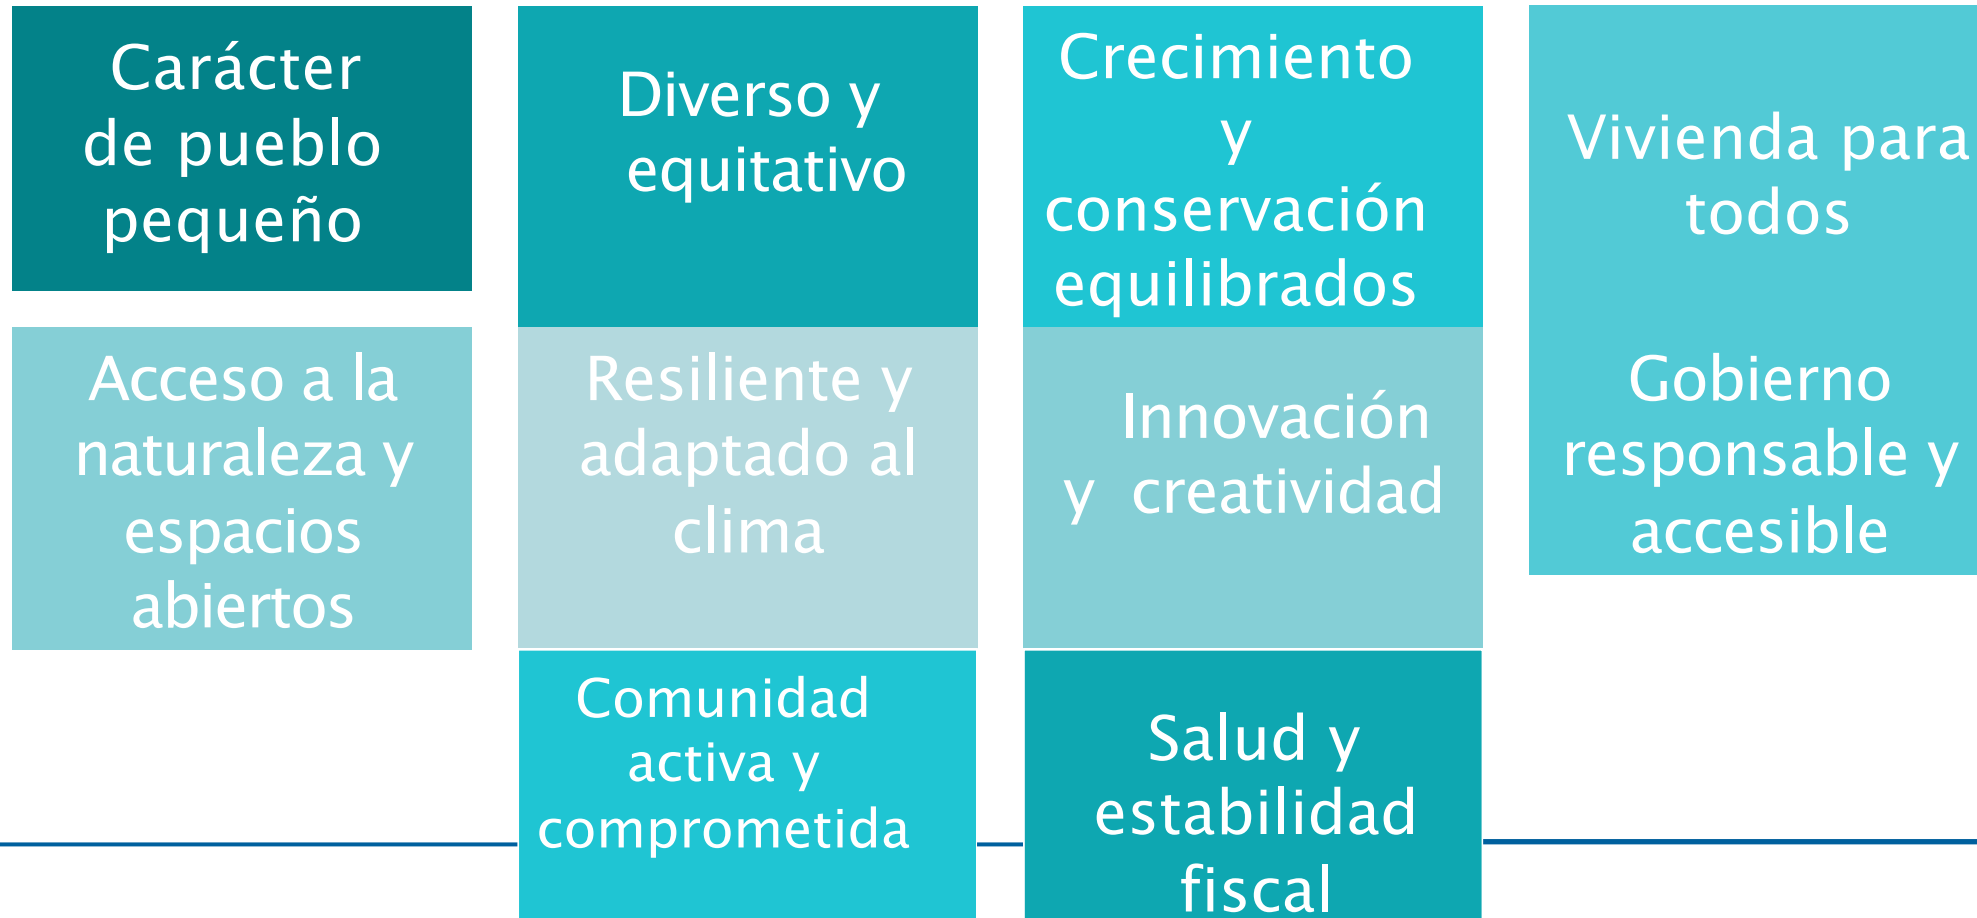 Carácter
de pueblo
pequeño
Diverso y
equitativo
Crecimiento
y
conservación
equilibrados
Vivienda para
todos
Acceso a la
naturaleza y
espacios
abiertos
Resiliente y
adaptado al
clima
Innovación
y creatividad
Gobierno
responsable y
accesible
Comunidad
activa y
comprometida
Salud y
estabilidad
fiscal